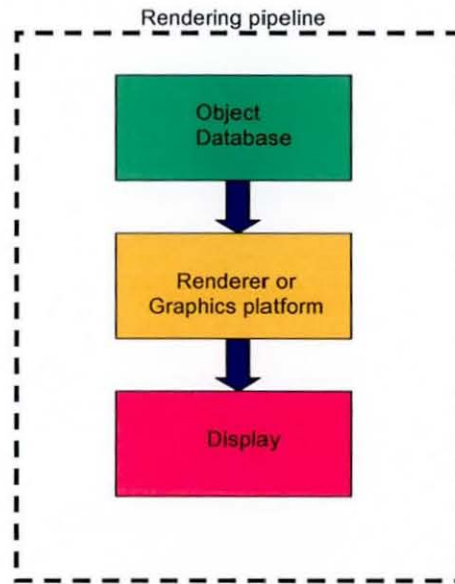 Rendering pipeline
Object
Database
Renderer or
Graphics platform
Display